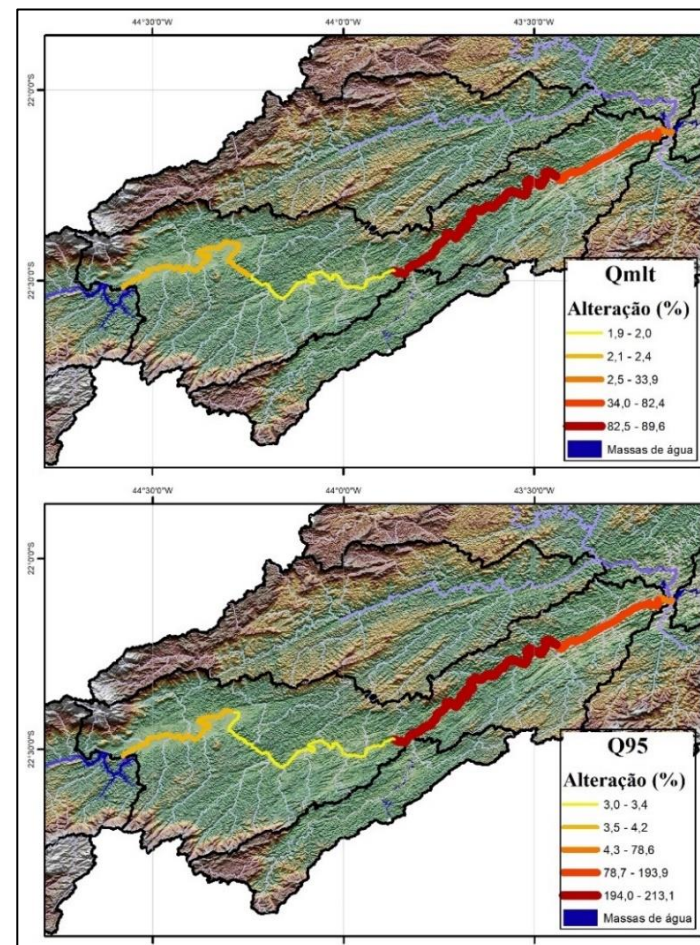 44°30'0"W 44°0'0"W 43°30'0"W
22°0'0"S
22°30'0"S
Qmlt
Alteração (%)
1,9 - 2,0
2,1 - 2,4
2,5 - 33,9
34,0 - 82,4
82,5 - 89,6
Massas de água
44°30'0"W 44°0'0"W 43°30'0"W
22°0'0"S
22°30'0"S
Q95
Alteração (%)
3,0 - 3,4
3,5 - 4,2
4,3 - 78,6
78,7 - 193,9
194,0 - 213,1
Massas de água